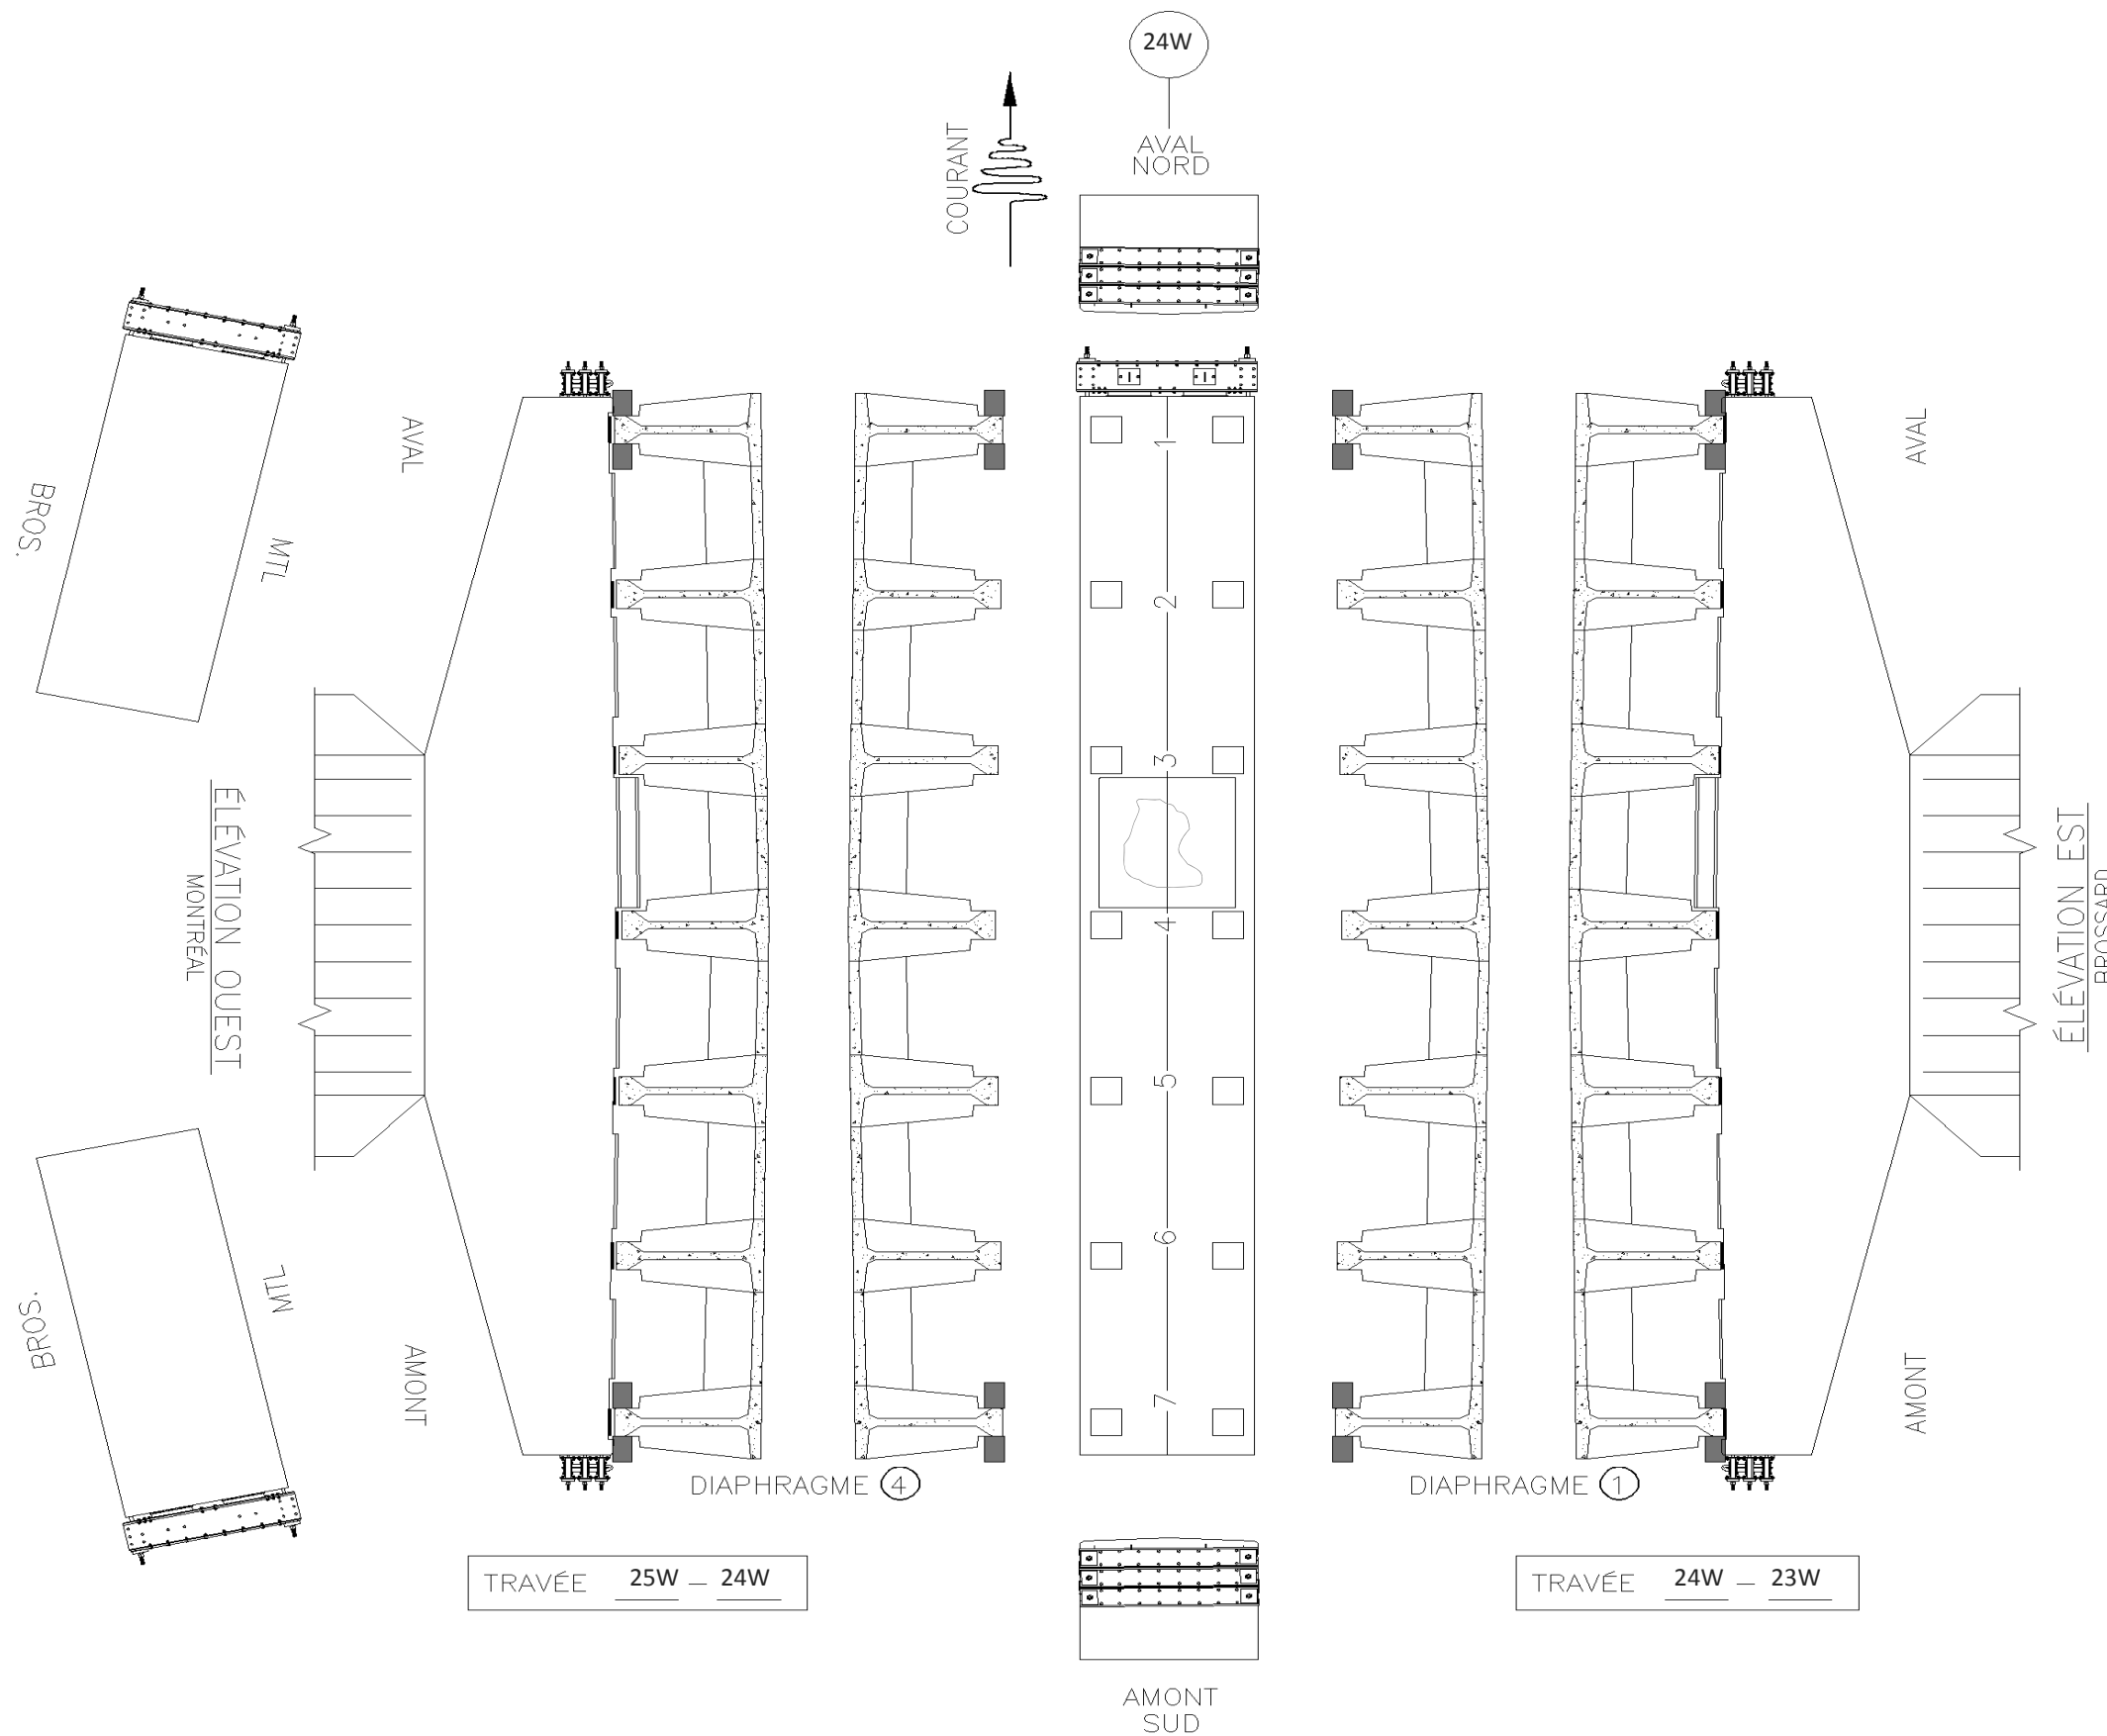 24W
AVAL
NORD
COURANT
BROS.
MTL
AVAL
ÉLÉVATION OUEST
MONTRÉAL
BROS.
MTL
AMONT
1
2
3
4
5
6
7
AVAL
ÉLÉVATION EST
BROSSARD
AMONT
DIAPHRAGME 4
DIAPHRAGME 1
TRAVÉE 25W – 24W
TRAVÉE 24W – 23W
AMONT
SUD